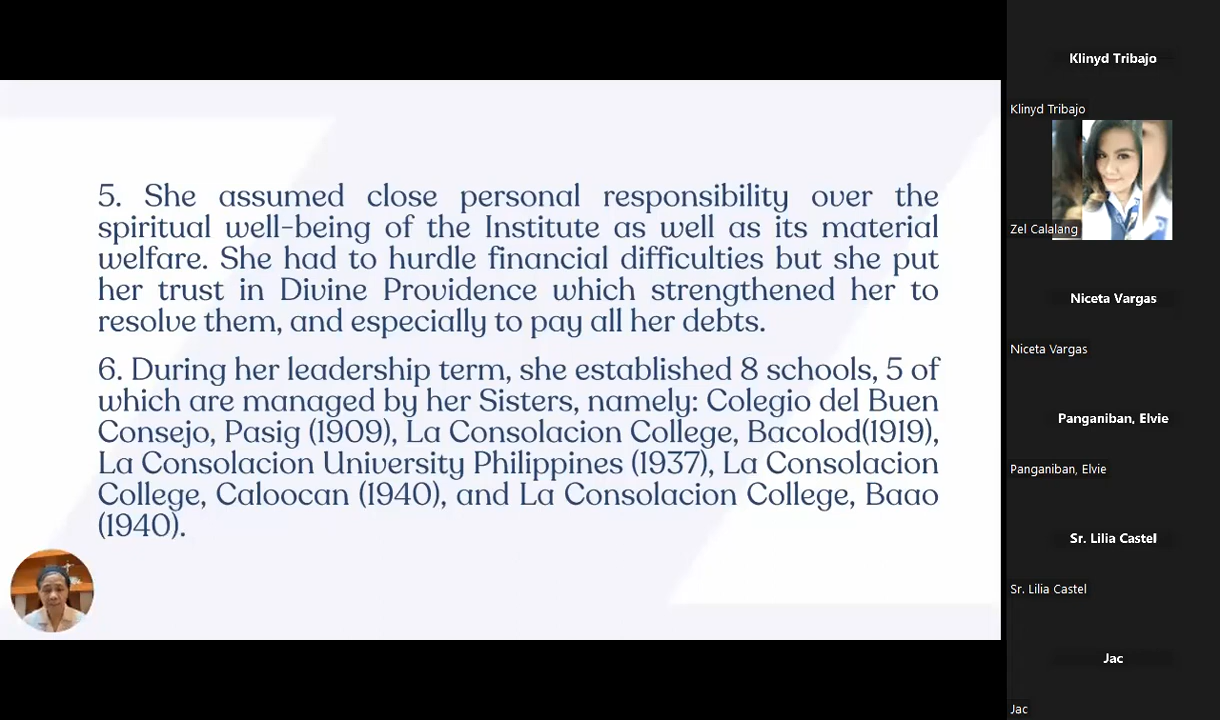 5. She assumed close personal responsibility over the
spiritual well-being of the Institute as well as its material
welfare. She had to hurdle financial difficulties but she put
her trust in Divine Providence which strengthened her to
resolve them, and especially to pay all her debts.
6. During her leadership term, she established 8 schools, 5 of
which are managed by her Sisters, namely: Colegio del Buen
Consejo, Pasig (1909), La Consolacion College, Bacolod(1919),
La Consolacion University Philippines (1937), La Consolacion
College, Caloocan (1940), and La Consolacion College, Baao
(1940).
Klinyd Tribajo
Klinyd Tribajo
Zel Calalang
Niceta Vargas
Niceta Vargas
Panganiban, Elvie
Panganiban, Elvie
Sr. Lilia Castel
Sr. Lilia Castel
Jac
Jac